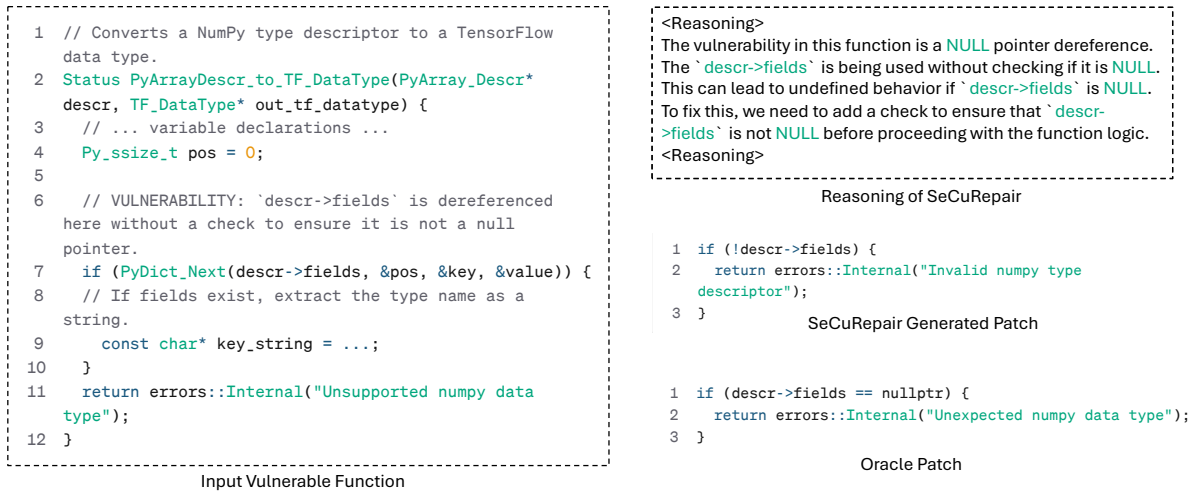 1 // Converts a NumPy type descriptor to a TensorFlow
data type.
2 Status PyArrayDescr_to_TF_DataType(PyArray_Descr*
descr, TF_DataType* out_tf_datatype) {
3 // ... variable declarations ...
4 Py_ssize_t pos = 0;
5
6 // VULNERABILITY: `descr->fields` is dereferenced
here without a check to ensure it is not a null
pointer.
7 if (PyDict_Next(descr->fields, &pos, &key, &value)) {
8 // If fields exist, extract the type name as a
string.
9 const char* key_string = ...;
10 }
11 return errors::Internal("Unsupported numpy data
type");
12 }
Input Vulnerable Function
<Reasoning>
The vulnerability in this function is a NULL pointer dereference.
The `descr->fields` is being used without checking if it is NULL.
This can lead to undefined behavior if `descr->fields` is NULL.
To fix this, we need to add a check to ensure that `descr-
>fields` is not NULL before proceeding with the function logic.
<Reasoning>
Reasoning of SeCuRepair
1 if (!descr->fields) {
2 return errors::Internal("Invalid numpy type
descriptor");
3 }
SeCuRepair Generated Patch
1 if (descr->fields == nullptr) {
2 return errors::Internal("Unexpected numpy data type");
3 }
Oracle Patch